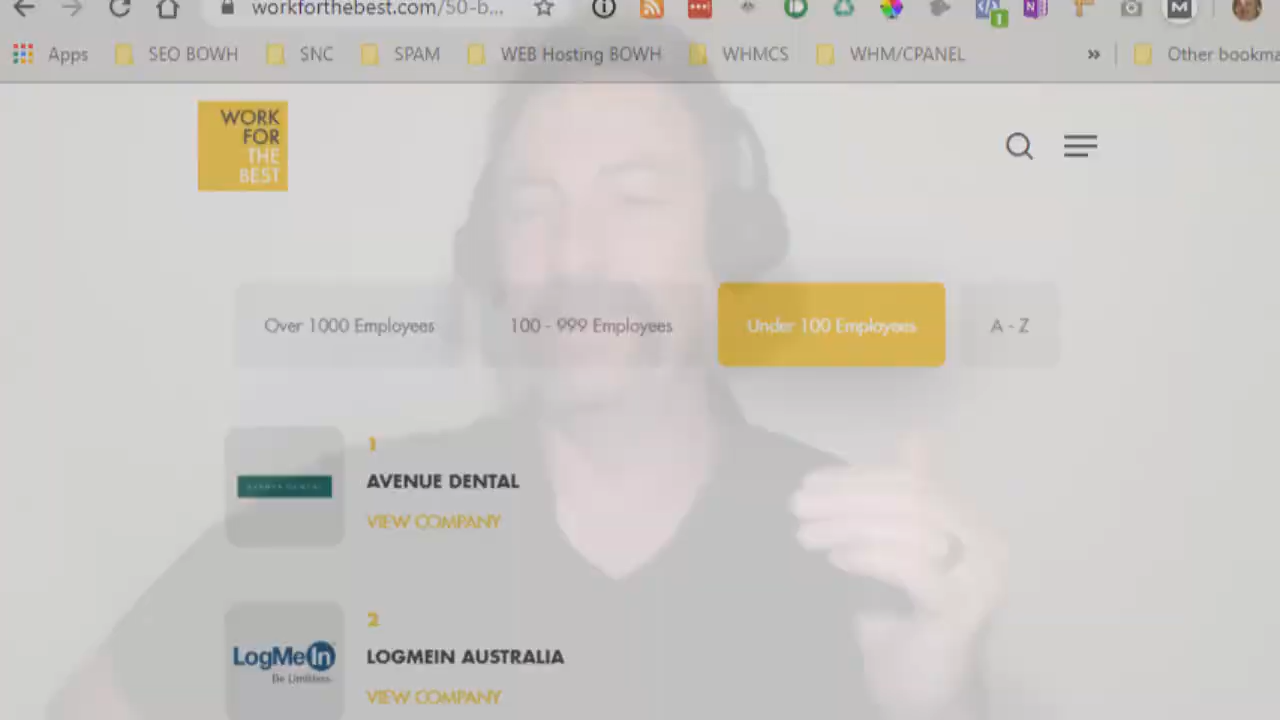 workforthebest.com/50-b...
Apps SEO BOWH SNC SPAM WEB Hosting BOWH WHMCS WHM/CPANEL » Other bookma
WORK
FOR
THE
BEST
Over 1000 Employees 100 - 999 Employees Under 100 Employees A - Z
1
AVENUE DENTAL
VIEW COMPANY
AVENUE DENTAL
2
LogMeIn
Be Limitless
LOGMEIN AUSTRALIA
VIEW COMPANY